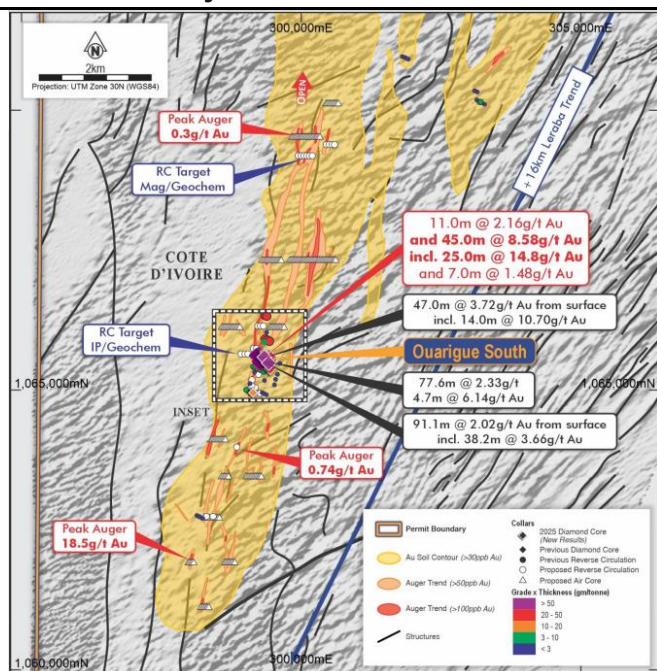 300,000mE
305,000mE
N
2km
Projection: UTM Zone 30N (WGS84)
OPEN
Peak Auger
0.3g/t Au
RC Target
Mag/Geochem
+16km Leraba Trend
11.0m @ 2.16g/t Au
and 45.0m @ 8.58g/t Au
incl. 25.0m @ 14.8g/t Au
and 7.0m @ 1.48g/t Au
COTE
D'IVOIRE
47.0m @ 3.72g/t Au from surface
incl. 14.0m @ 10.70g/t Au
RC Target
IP/Geochem
Ouarigue South
1,065,000mN
1,065,000mN
77.6m @ 2.33g/t
4.7m @ 6.14g/t Au
INSET
91.1m @ 2.02g/t Au from surface
incl. 38.2m @ 3.66g/t Au
Peak Auger
0.74g/t Au
Peak Auger
18.5g/t Au
Permit Boundary
Au Soil Contour (>30ppb Au)
Auger Trend (>50ppb Au)
Auger Trend (>100ppb Au)
Structures
Collars
2025 Diamond Core
(New Results)
Previous Diamond Core
Previous Reverse Circulation
Proposed Reverse Circulation
Proposed Air Core
Grade x Thickness (gm/tonne)
> 50
20 - 50
10 - 20
3 - 10
< 3
1,060,000mN
300,000mE